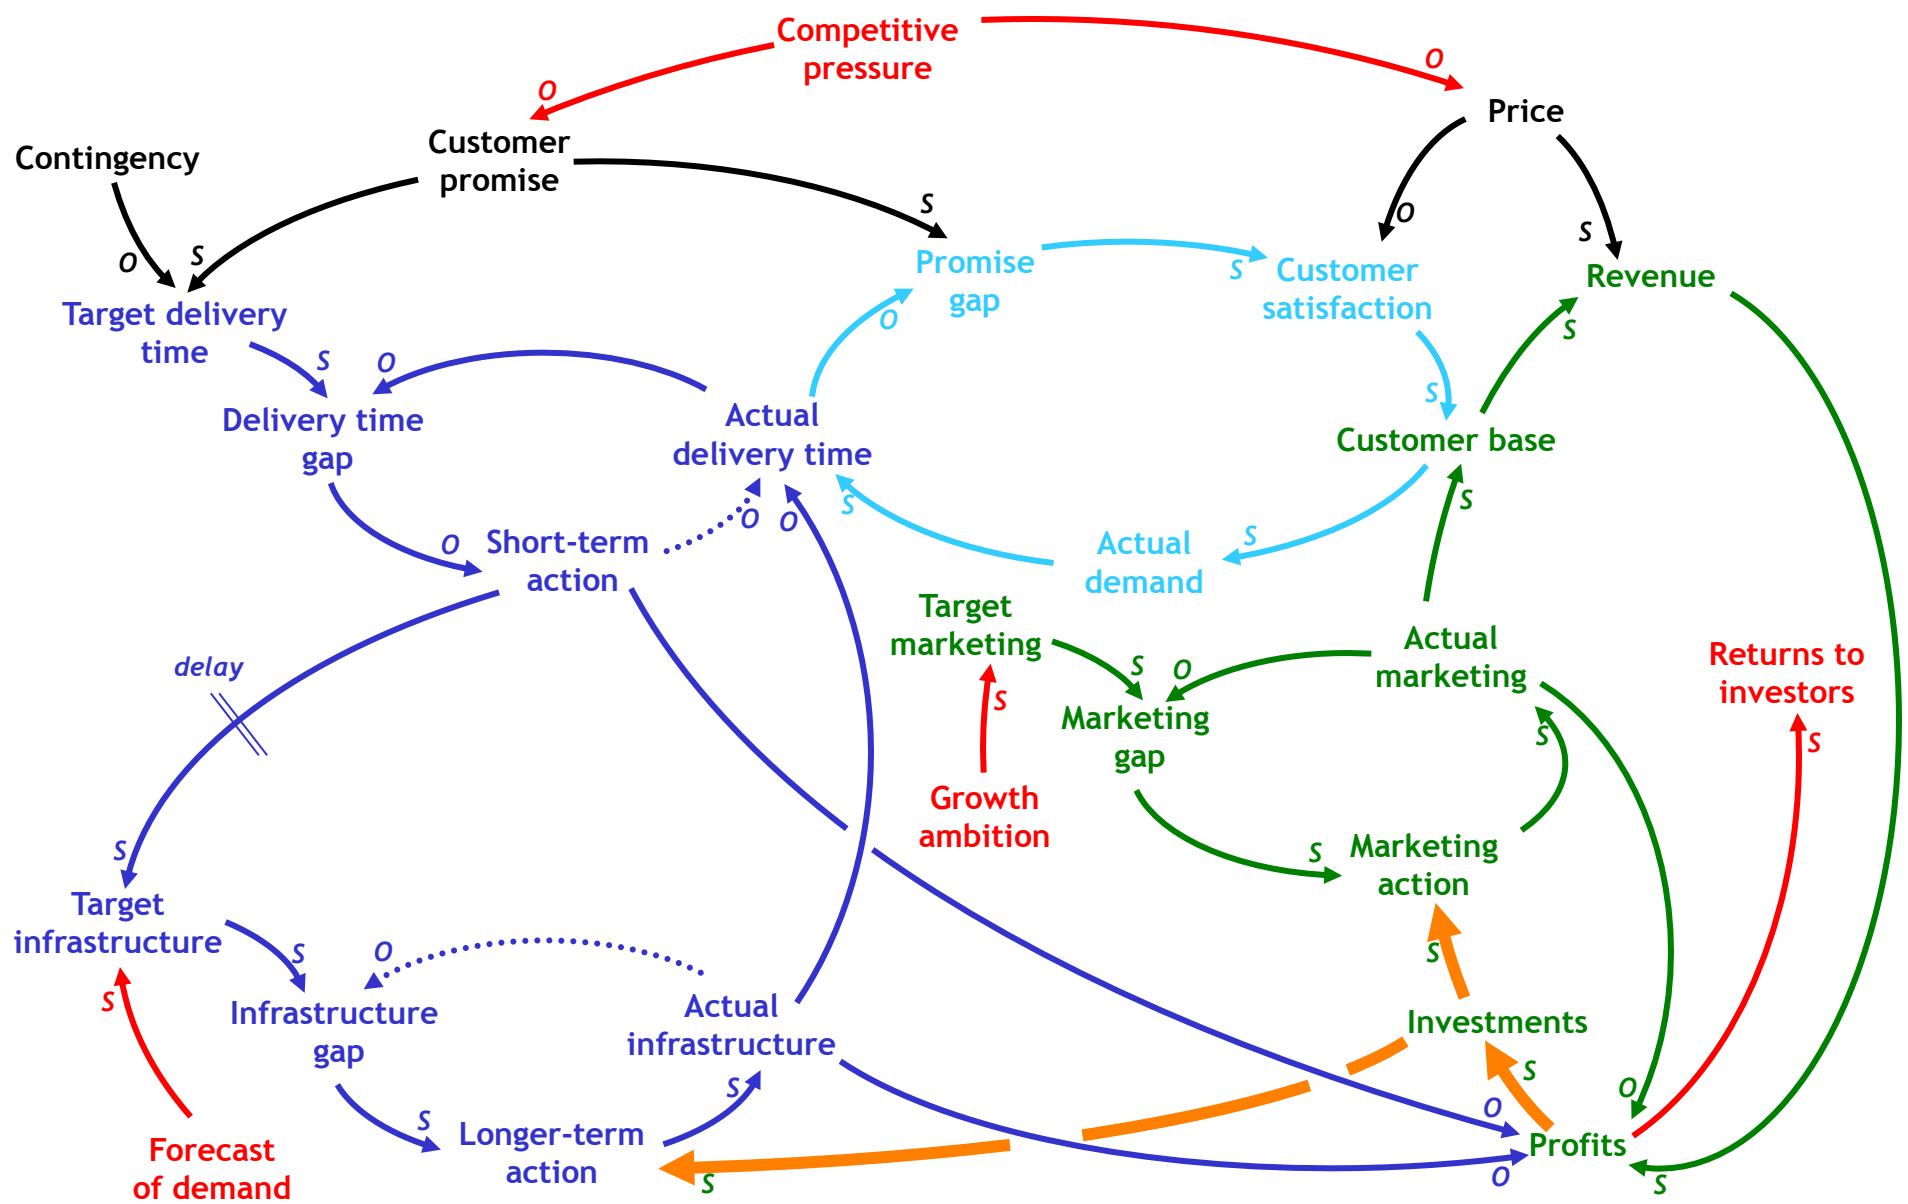 Competitive
pressure
O
O
Price
Customer
promise
Contingency
S
O
S
O
S
Promise
gap
S
Customer
satisfaction
Revenue
Target delivery
time
O
S
S
O
S
Delivery time
gap
Actual
delivery time
Customer base
S
O
O
S
O
Short-term
action
Actual
demand
S
Target
marketing
S
O
Actual
marketing
Returns to
investors
delay
S
Marketing
gap
S
S
Growth
ambition
S
S
Marketing
action
Target
infrastructure
S
O
S
S
Infrastructure
gap
Actual
infrastructure
Investments
S
S
S
O
O
Longer-term
action
Profits
Forecast
of demand
S
O
S